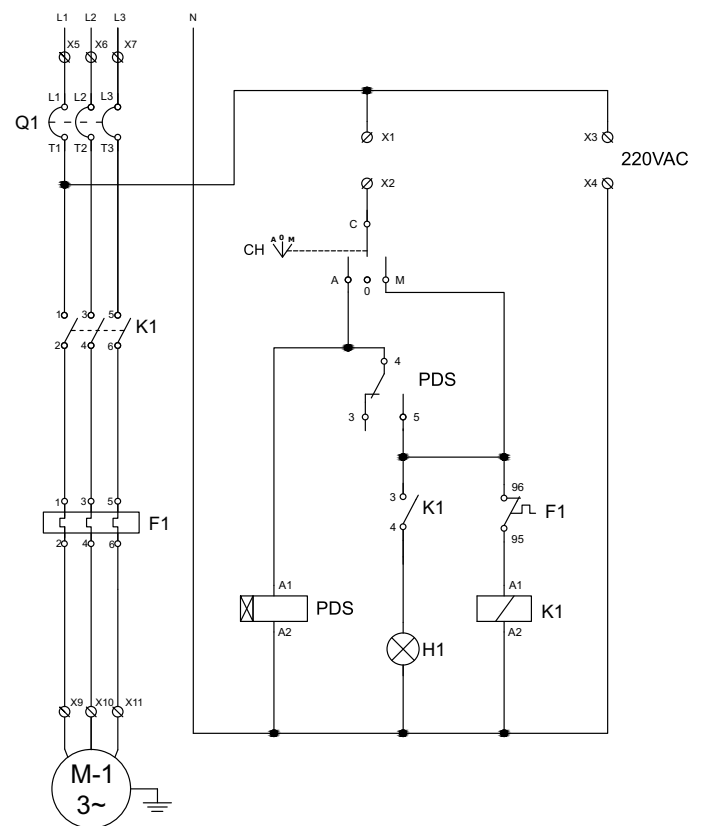 L1 L2 L3 N
X5 X6 X7
L1 L2 L3
Q1
T1 T2 T3
X1 X3
220VAC
X2 X4
C
CH A 0 M
A 0 M
1 3 5 K1
2 4 6
4
PDS
3 5
96
3 K1 F1
4
95
1 3 5
F1
2 4 6
A1 A1
PDS K1
A2 A2
H1
X9 X10 X11
M-1
3~